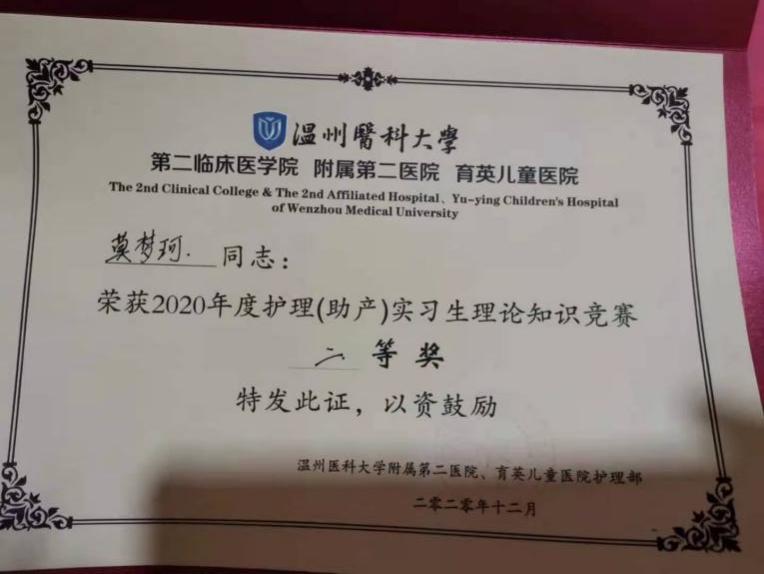 温州醫科大學
第二临床医学院 附属第二医院 育英儿童医院
The 2nd Clinical College & The 2nd Affiliated Hospital、Yu-ying Children's Hospital
of Wenzhou Medical University
莫梦珂. 同志：
荣获2020年度护理(助产)实习生理论知识竞赛
二 等奖
特发此证，以资鼓励
温州医科大学附属第二医院、育英儿童医院护理部
二零二零年十二月